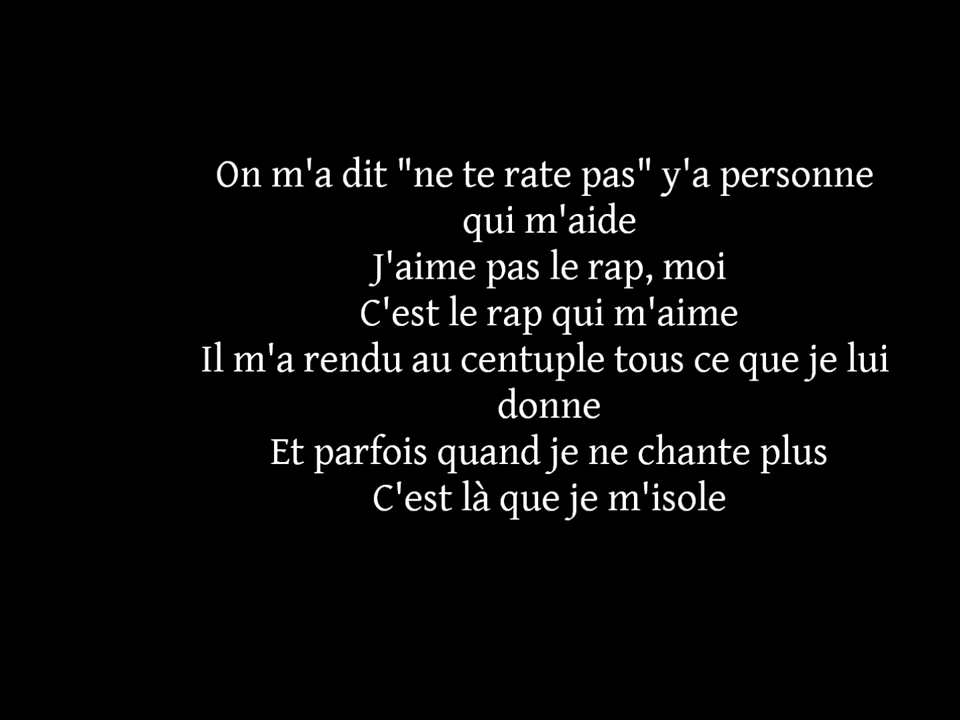 On m'a dit "ne te rate pas" y'a personne
qui m'aide
J'aime pas le rap, moi
C'est le rap qui m'aime
Il m'a rendu au centuple tous ce que je lui
donne
Et parfois quand je ne chante plus
C'est là que je m'isole